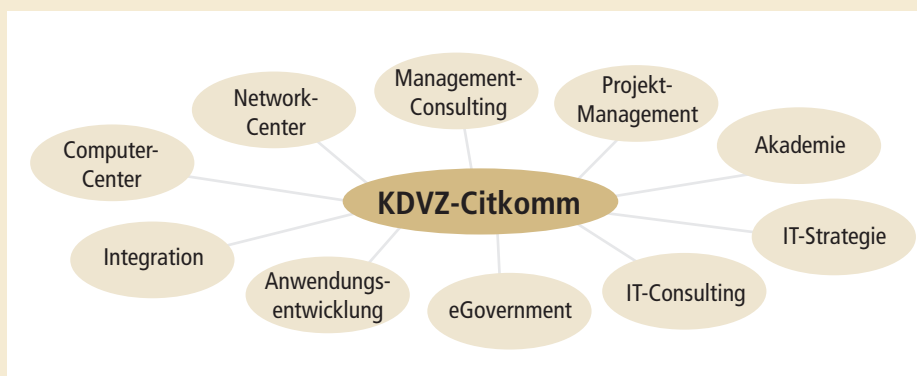 Management-
Consulting
Projekt-
Management
Network-
Center
Akademie
Computer-
Center
KDVZ-Citkomm
IT-Strategie
Integration
Anwendungs-
entwicklung
eGovernment
IT-Consulting